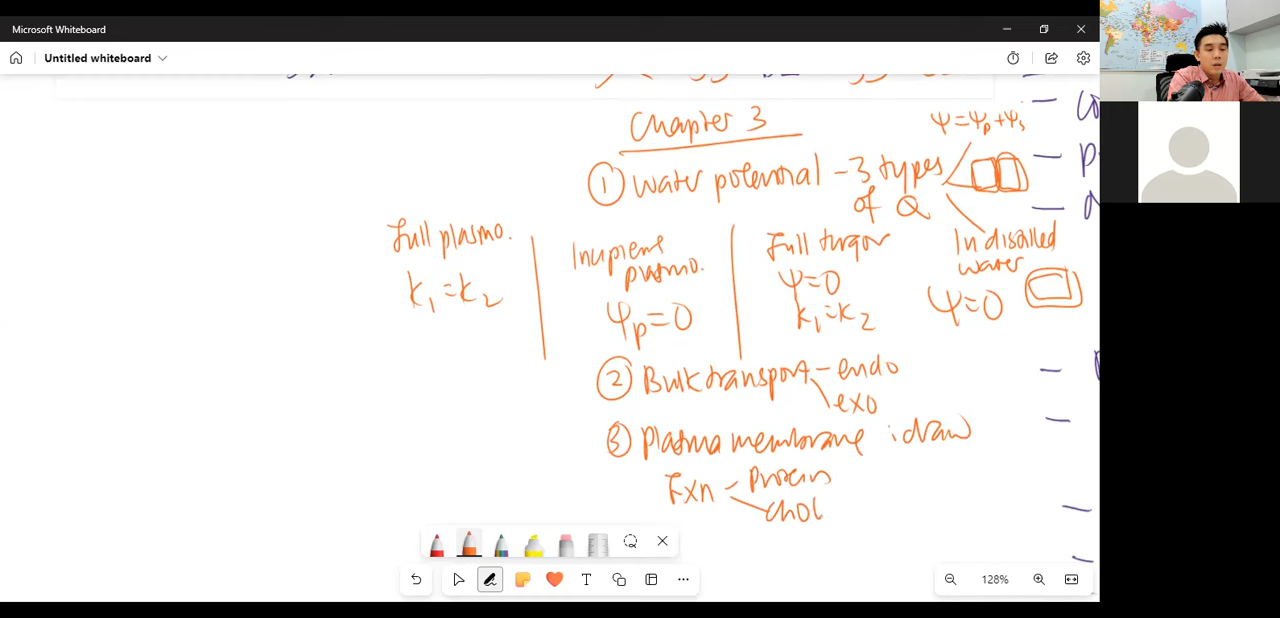 Microsoft Whiteboard
Untitled whiteboard
Chapter 3
Ψ=Ψp+Ψs
① Water potential - 3 types of Q
Full plasmo.
K₁=K₂
plasmo.
Ψp=0
Full turgor
Ψ=0
K₁=K₂
In
water
Ψ=0
② Bulk transport - endo
exo
③ Plasma membrane : draw
Fxn - Protein
chol
T
128%